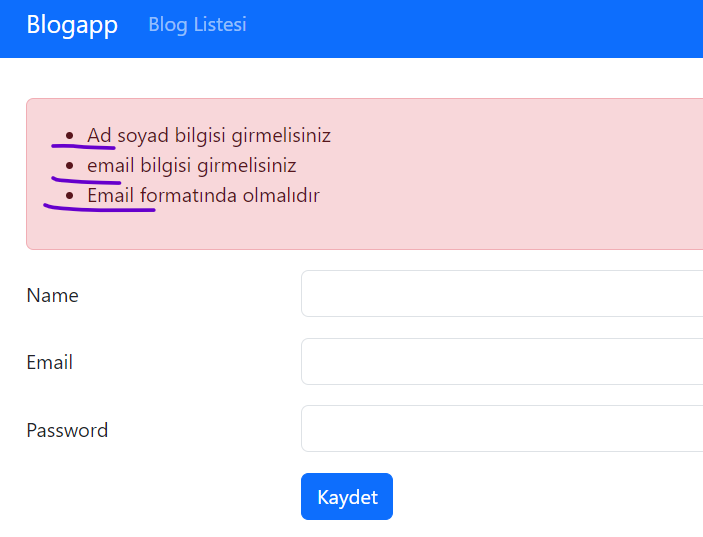 Blogapp Blog Listesi
Ad soyad bilgisi girmelisiniz
email bilgisi girmelisiniz
Email formatında olmalıdır
Name
Email
Password
Kaydet